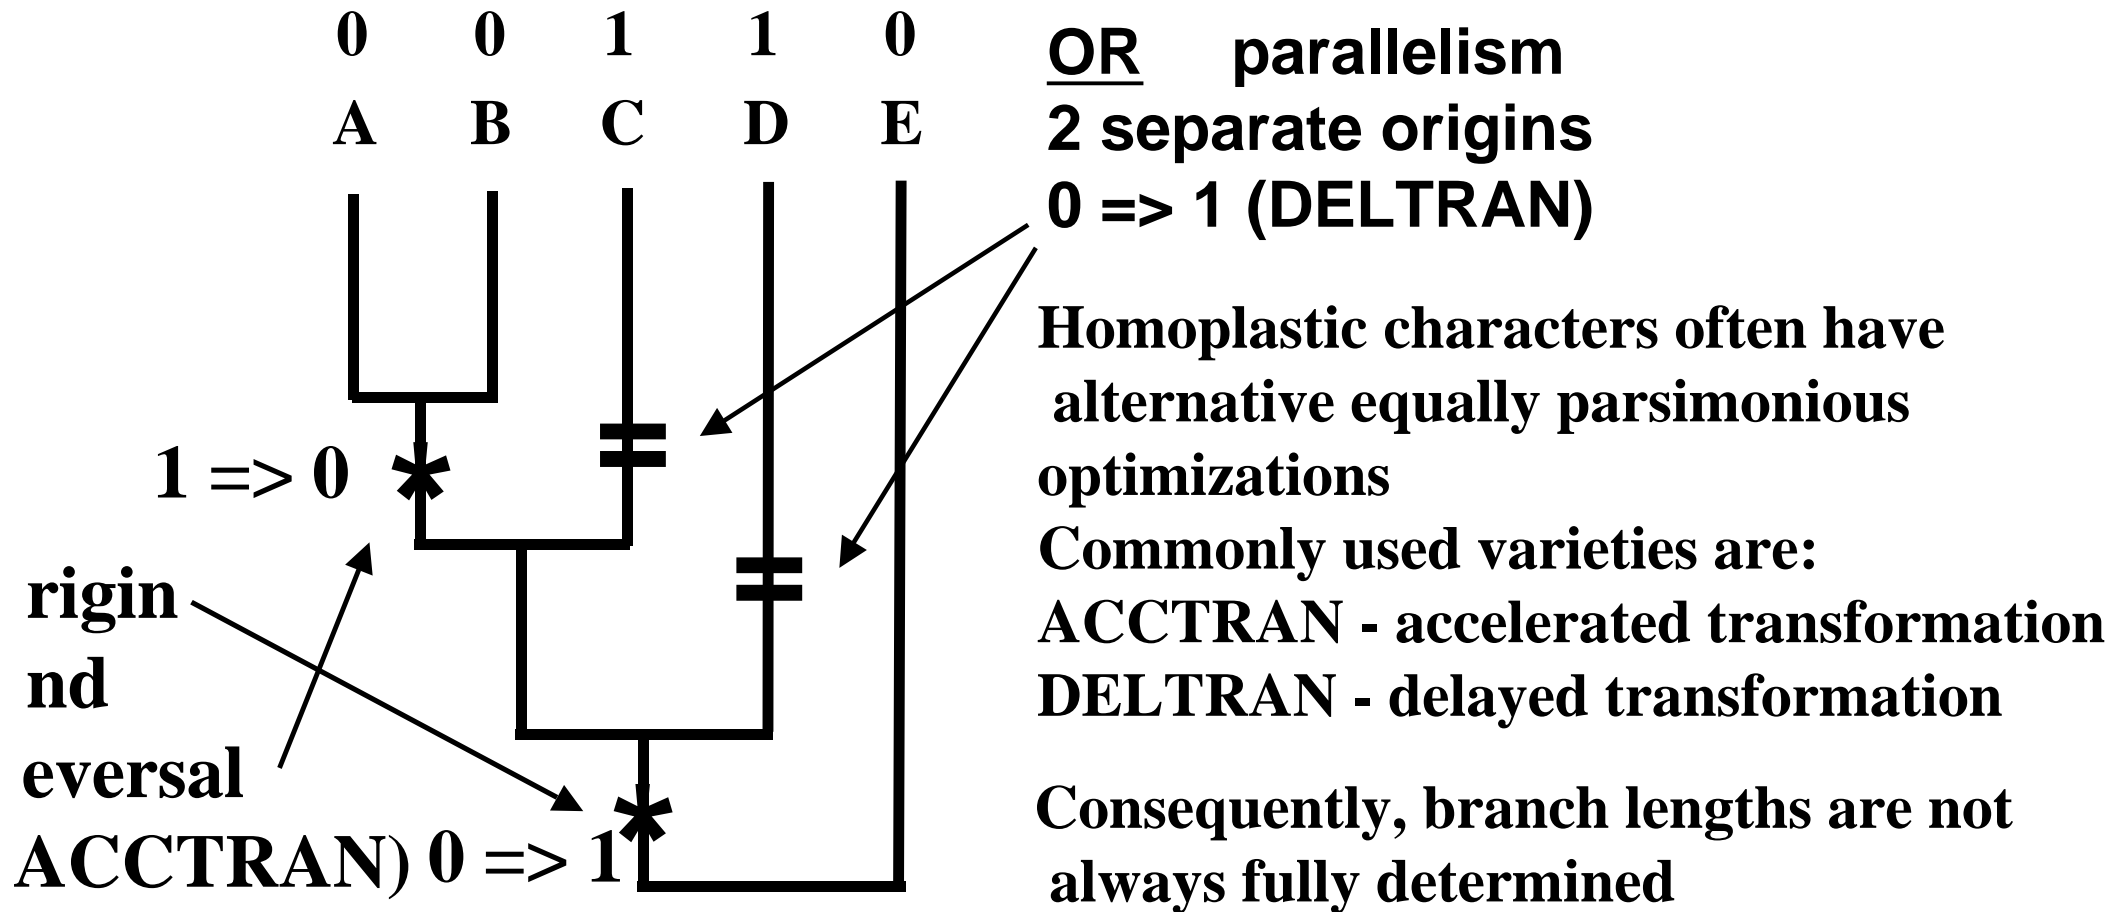 0 0 1 1 0
A B C D E
1 => 0
rigin
nd
eversal
ACCTRAN) 0 => 1
OR parallelism
2 separate origins
0 => 1 (DELTRAN)
Homoplastic characters often have
alternative equally parsimonious
optimizations
Commonly used varieties are:
ACCTRAN - accelerated transformation
DELTRAN - delayed transformation
Consequently, branch lengths are not
always fully determined